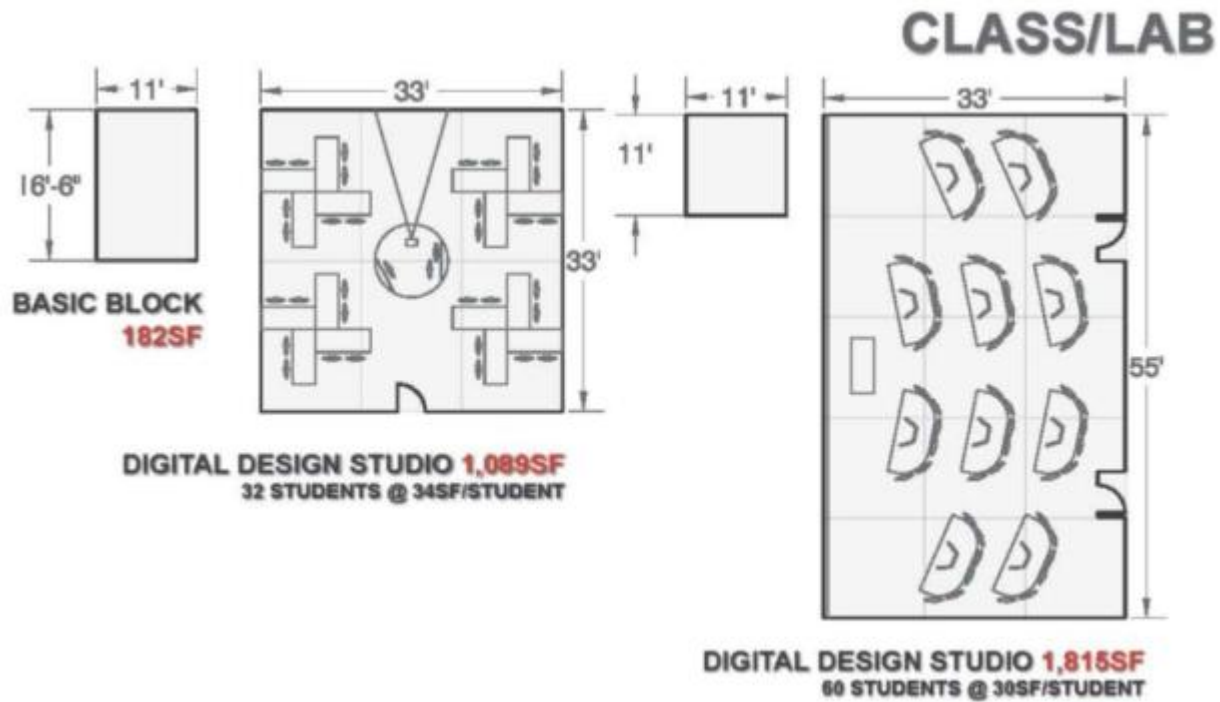 CLASS/LAB
11'
16'-6"
BASIC BLOCK
182SF
33'
33'
DIGITAL DESIGN STUDIO 1,089SF
32 STUDENTS @ 34SF/STUDENT
11'
11'
33'
55'
DIGITAL DESIGN STUDIO 1,815SF
60 STUDENTS @ 30SF/STUDENT